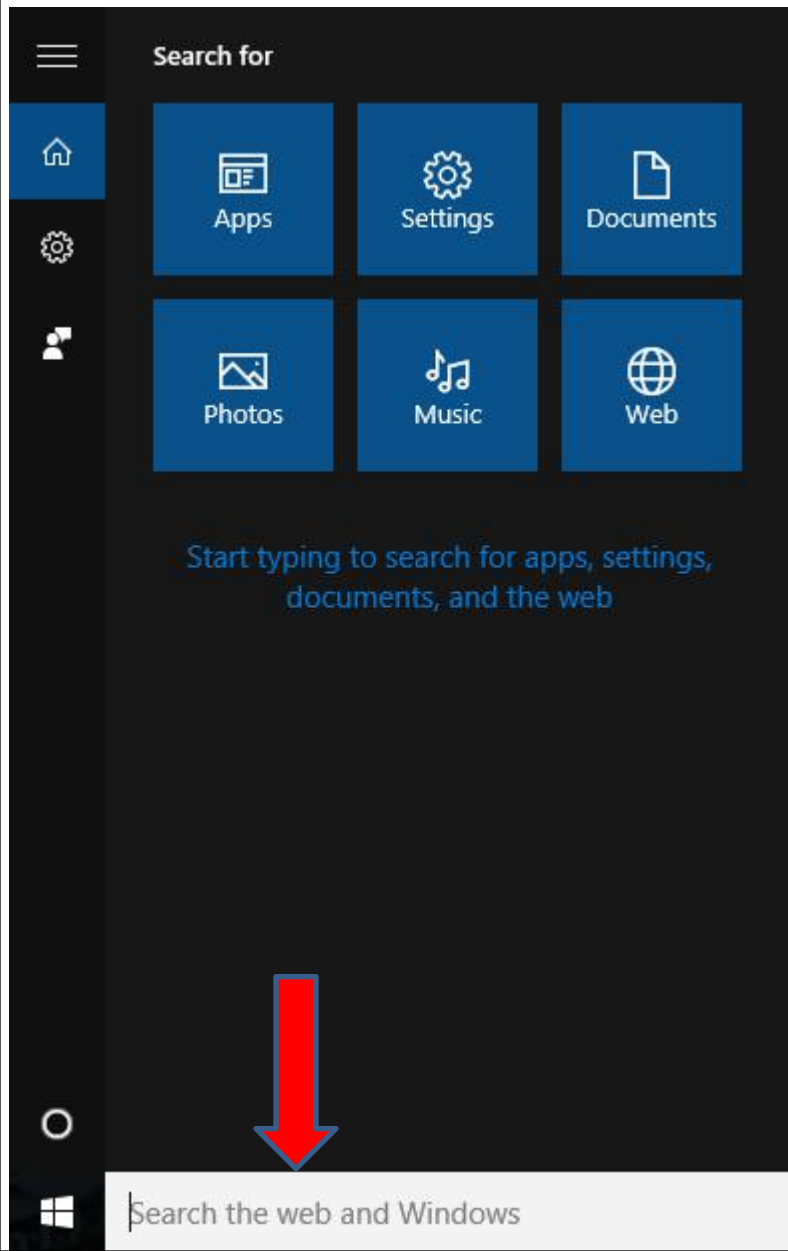 Search for
Apps
Settings
Documents
Photos
Music
Web
Start typing to search for apps, settings,
documents, and the web
Search the web and Windows